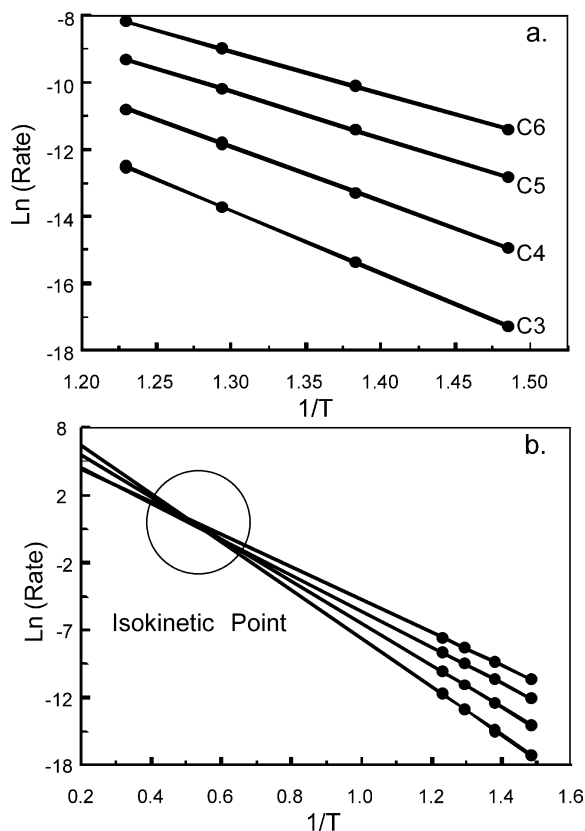 a.
-8
-10
-12
-14
-16
-18
Ln (Rate)
C6
C5
C4
C3
1.20 1.25 1.30 1.35 1.40 1.45 1.50
1/T
b.
8
2
-2
-7
-12
-18
Ln (Rate)
Isokinetic Point
0.2 0.4 0.6 0.8 1.0 1.2 1.4 1.6
1/T